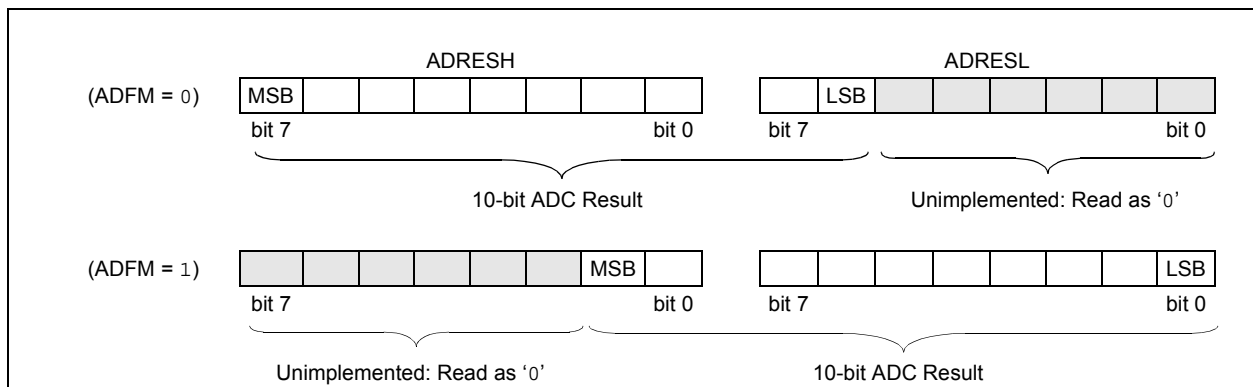 ADRESH ADRESL
(ADFM = 0) MSB LSB
bit 7 bit 0 bit 7 bit 0
10-bit ADC Result Unimplemented: Read as ‘0’
(ADFM = 1) MSB LSB
bit 7 bit 0 bit 7 bit 0
Unimplemented: Read as ‘0’ 10-bit ADC Result